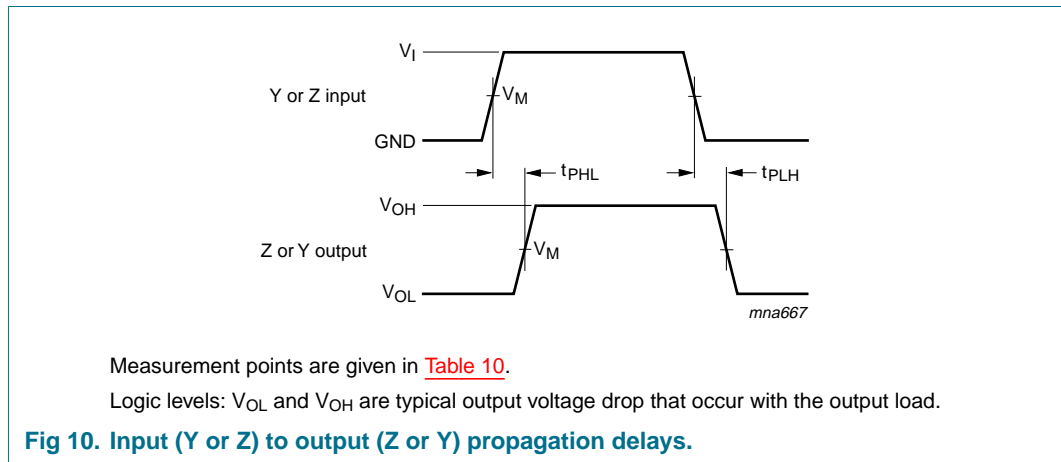 VI
Y or Z input
VM
GND
tPHL
tPLH
VOH
Z or Y output
VM
VOL
mna667
Measurement points are given in Table 10.
Logic levels: VOL and VOH are typical output voltage drop that occur with the output load.
Fig 10. Input (Y or Z) to output (Z or Y) propagation delays.